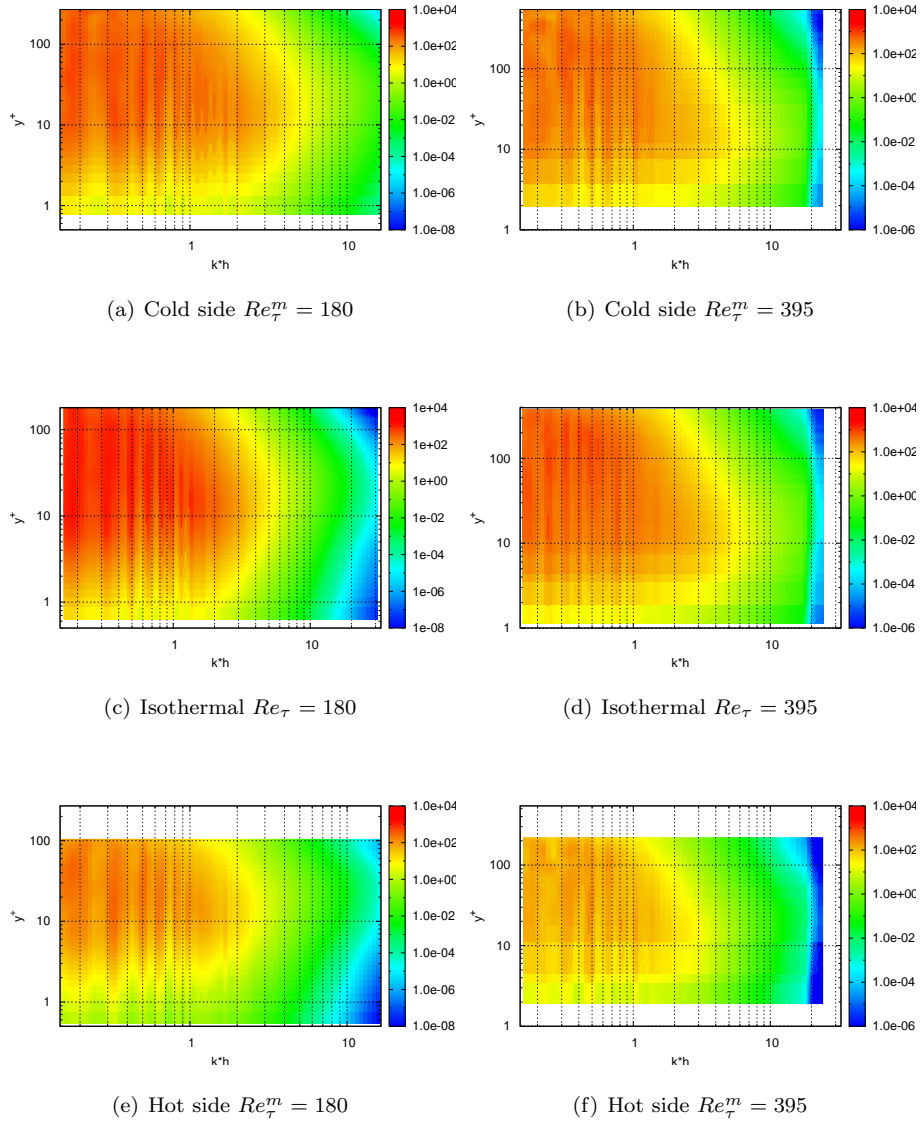 100
10
1
y+
1
10
k*h
1.0e+04
1.0e+02
1.0e+00
1.0e-02
1.0e-04
1.0e-06
1.0e-08
(a) Cold side Re_τ^m = 180
100
10
1
y+
1
10
k*h
1.0e+04
1.0e+02
1.0e+00
1.0e-02
1.0e-04
1.0e-06
(b) Cold side Re_τ^m = 395
100
10
1
y+
1
10
k*h
1e+04
1e+02
1e+00
1e-02
1e-04
1e-06
1e-08
(c) Isothermal Re_τ = 180
100
10
1
y+
1
10
k*h
1.0e+04
1.0e+02
1.0e+00
1.0e-02
1.0e-04
1.0e-06
(d) Isothermal Re_τ = 395
100
10
1
y+
1
10
k*h
1.0e+04
1.0e+02
1.0e+00
1.0e-02
1.0e-04
1.0e-06
1.0e-08
(e) Hot side Re_τ^m = 180
100
10
1
y+
1
10
k*h
1.0e+04
1.0e+02
1.0e+00
1.0e-02
1.0e-04
1.0e-06
(f) Hot side Re_τ^m = 395